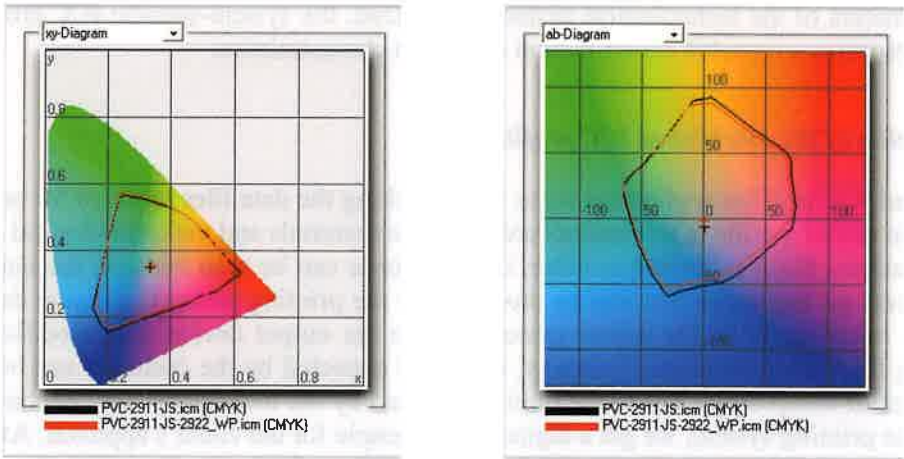 xy-Diagram
y
0.8
0.6
0.4
0.2
0
0.2
0.4
0.6
0.8
x
PVC-2911-JS.icm (CMYK)
PVC-2911-JS-2922_WP.icm (CMYK)
ab-Diagram
100
50
-100
-50
0
50
100
-50
-100
PVC-2911-JS.icm (CMYK)
PVC-2911-JS-2922_WP.icm (CMYK)